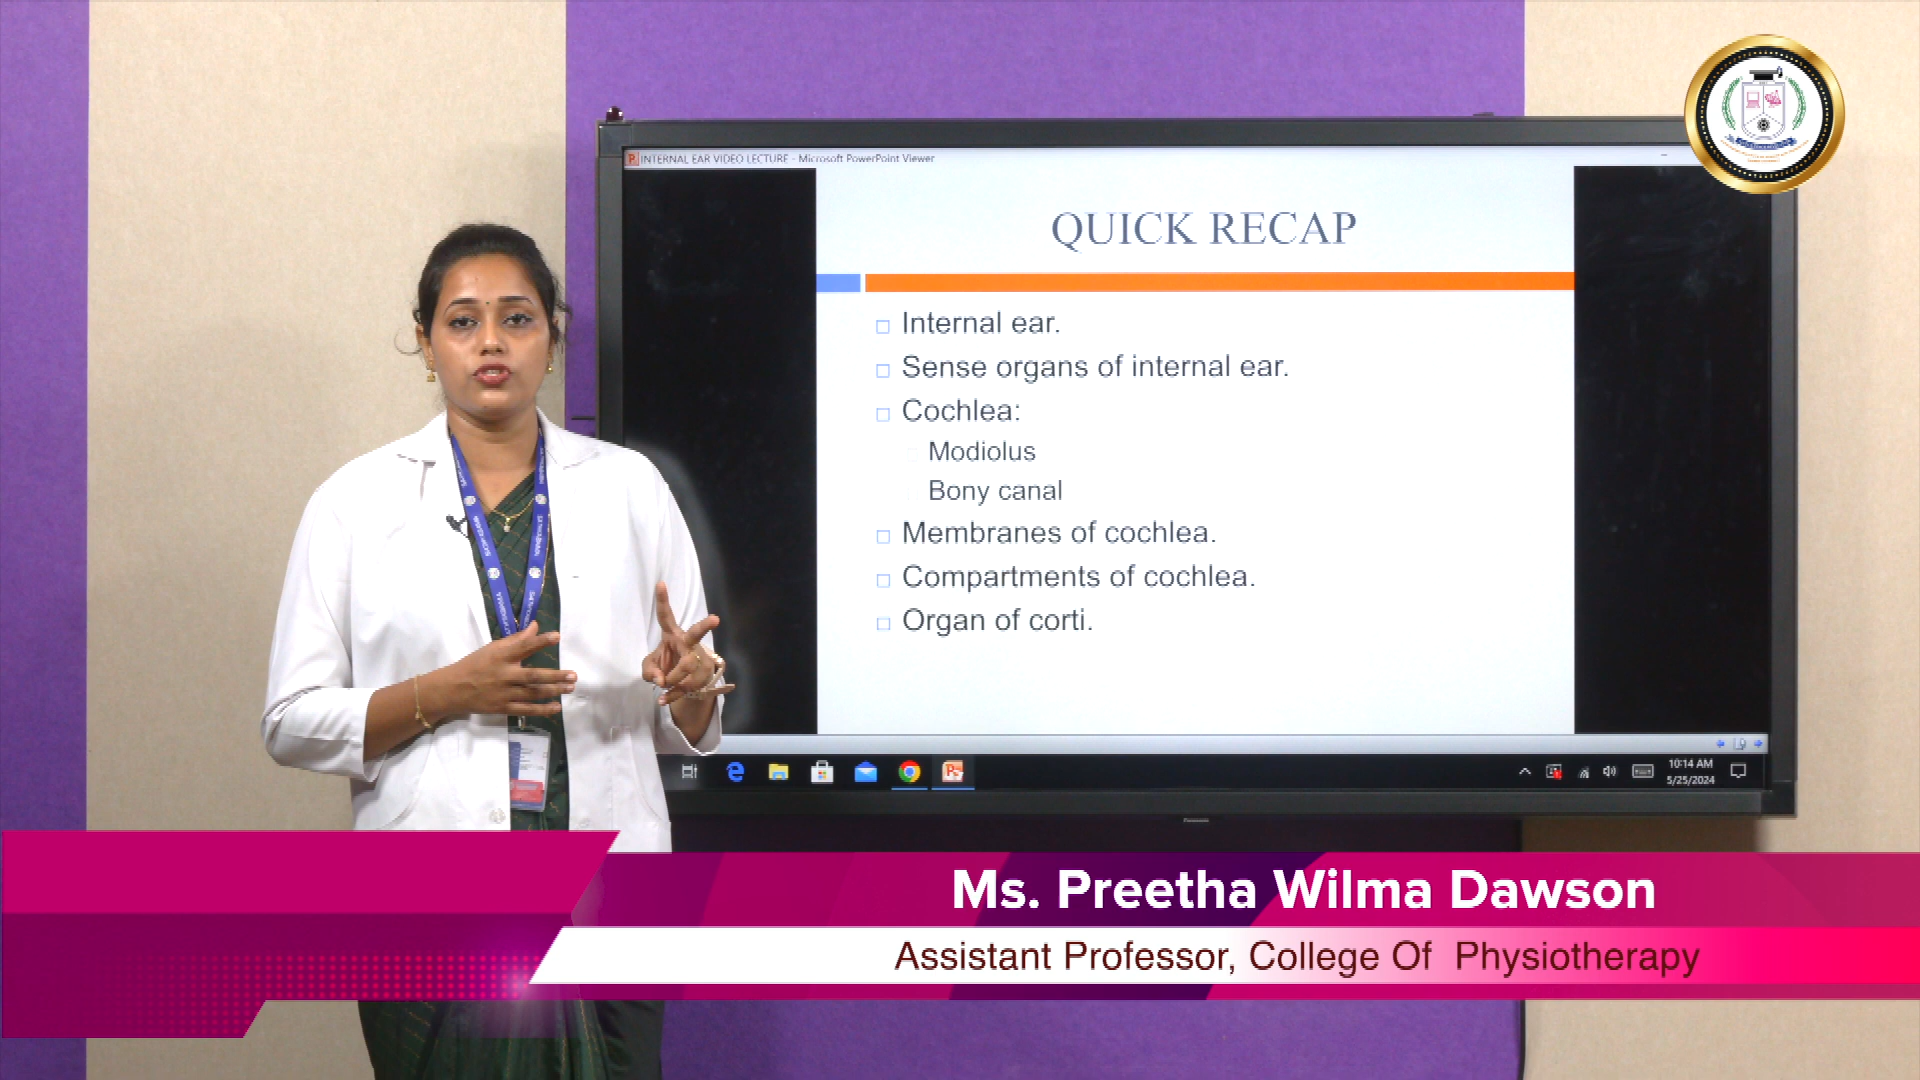 INTERNAL EAR VIDEO LECTURE - Microsoft PowerPoint Viewer
QUICK RECAP
Internal ear.
Sense organs of internal ear.
Cochlea:
Modiolus
Bony canal
Membranes of cochlea.
Compartments of cochlea.
Organ of corti.
10:14 AM
5/25/2024
Panasonic
Ms. Preetha Wilma Dawson
Assistant Professor, College Of Physiotherapy